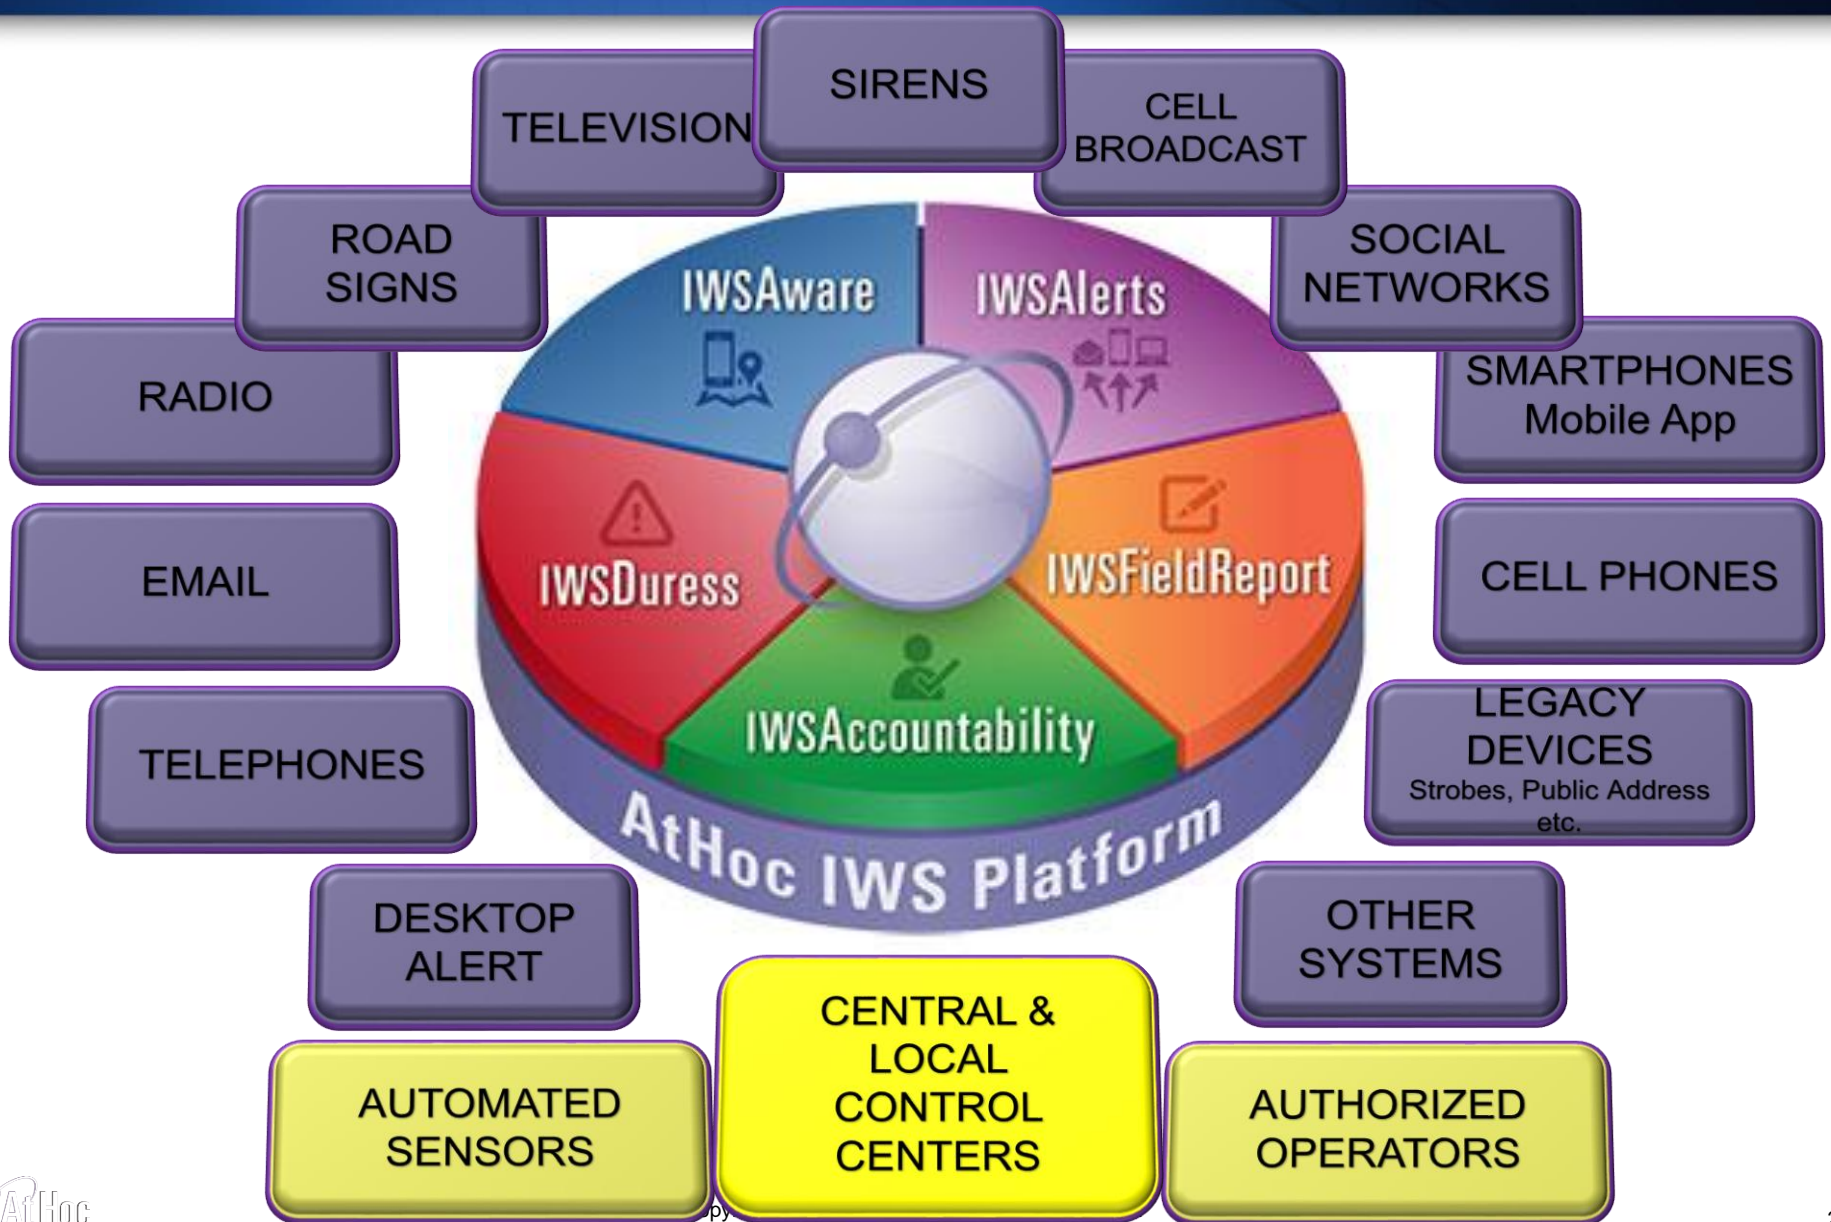 SIRENS
TELEVISION
CELL
BROADCAST
ROAD
SIGNS
SOCIAL
NETWORKS
RADIO
SMARTPHONES
Mobile App
EMAIL
CELL PHONES
TELEPHONES
LEGACY
DEVICES
Strobes, Public Address
etc.
DESKTOP
ALERT
OTHER
SYSTEMS
IWSAware
IWSAlerts
IWSDuress
IWSFieldReport
IWSAccountability
AtHoc IWS Platform
AUTOMATED
SENSORS
CENTRAL &
LOCAL
CONTROL
CENTERS
AUTHORIZED
OPERATORS
AtHoc